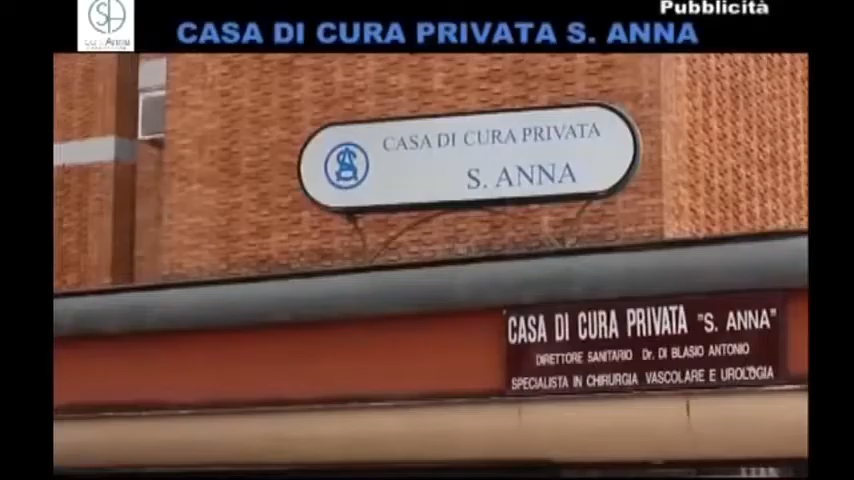 Pubblicità
CASA DI CURA PRIVATA S. ANNA
CASA DI CURA PRIVATA
S. ANNA
CASA DI CURA PRIVATA "S. ANNA"
DIRETTORE SANITARIO Dr. DI BLASIO ANTONIO
SPECIALISTA IN CHIRURGIA VASCOLARE E UROLOGIA